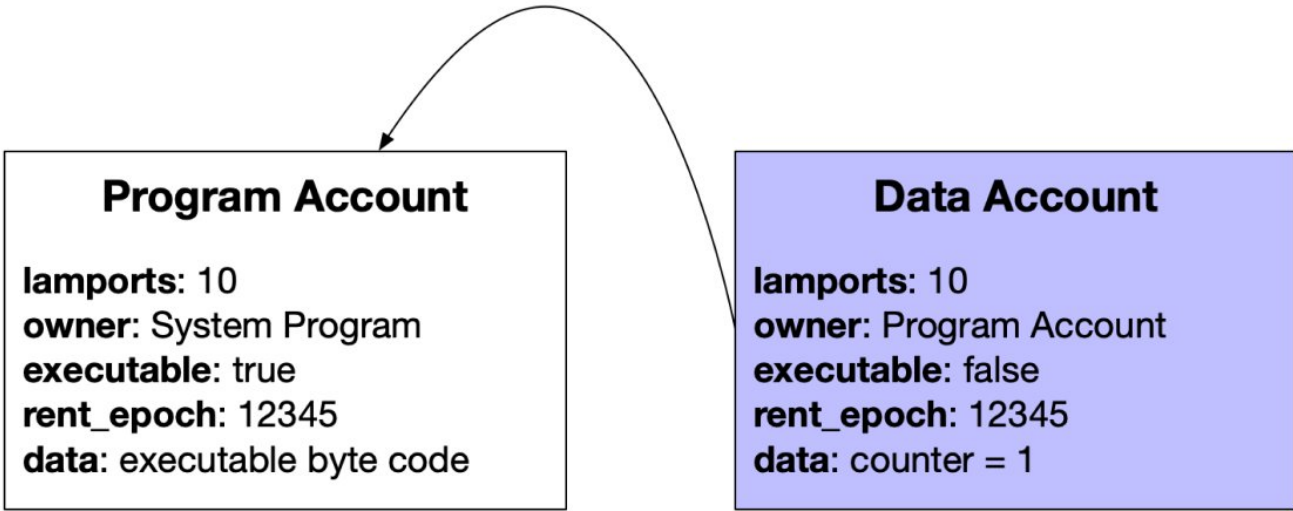 Program Account
lamports: 10
owner: System Program
executable: true
rent_epoch: 12345
data: executable byte code
Data Account
lamports: 10
owner: Program Account
executable: false
rent_epoch: 12345
data: counter = 1